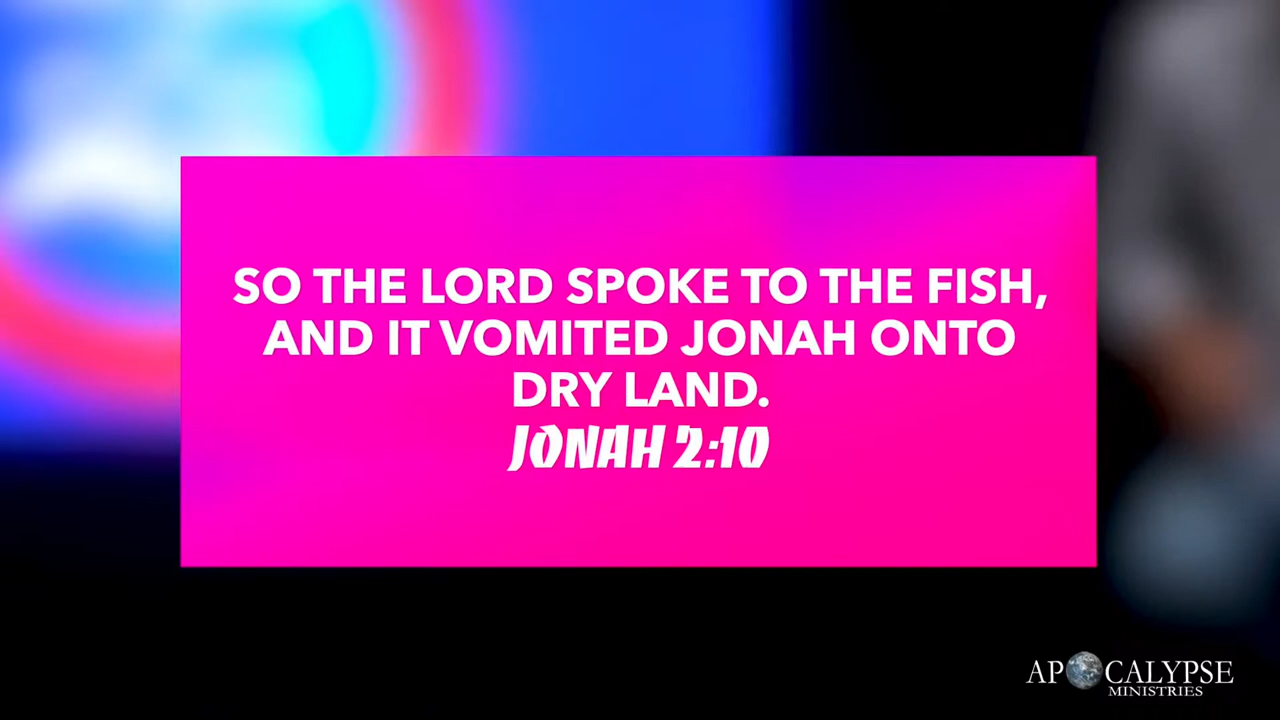 SO THE LORD SPOKE TO THE FISH,
AND IT VOMITED JONAH ONTO
DRY LAND.
JONAH 2:10
APOCALYPSE
MINISTRIES